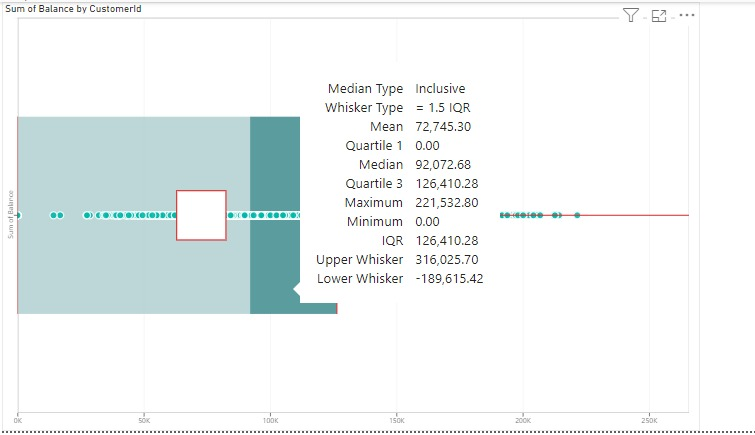 Sum of Balance by CustomerId
Median Type Inclusive
Whisker Type = 1.5 IQR
Mean 72,745.30
Quartile 1 0.00
Median 92,072.68
Quartile 3 126,410.28
Maximum 221,532.80
Minimum 0.00
IQR 126,410.28
Upper Whisker 316,025.70
Lower Whisker -189,615.42
Sum of Balance
0K 50K 100K 150K 200K 250K